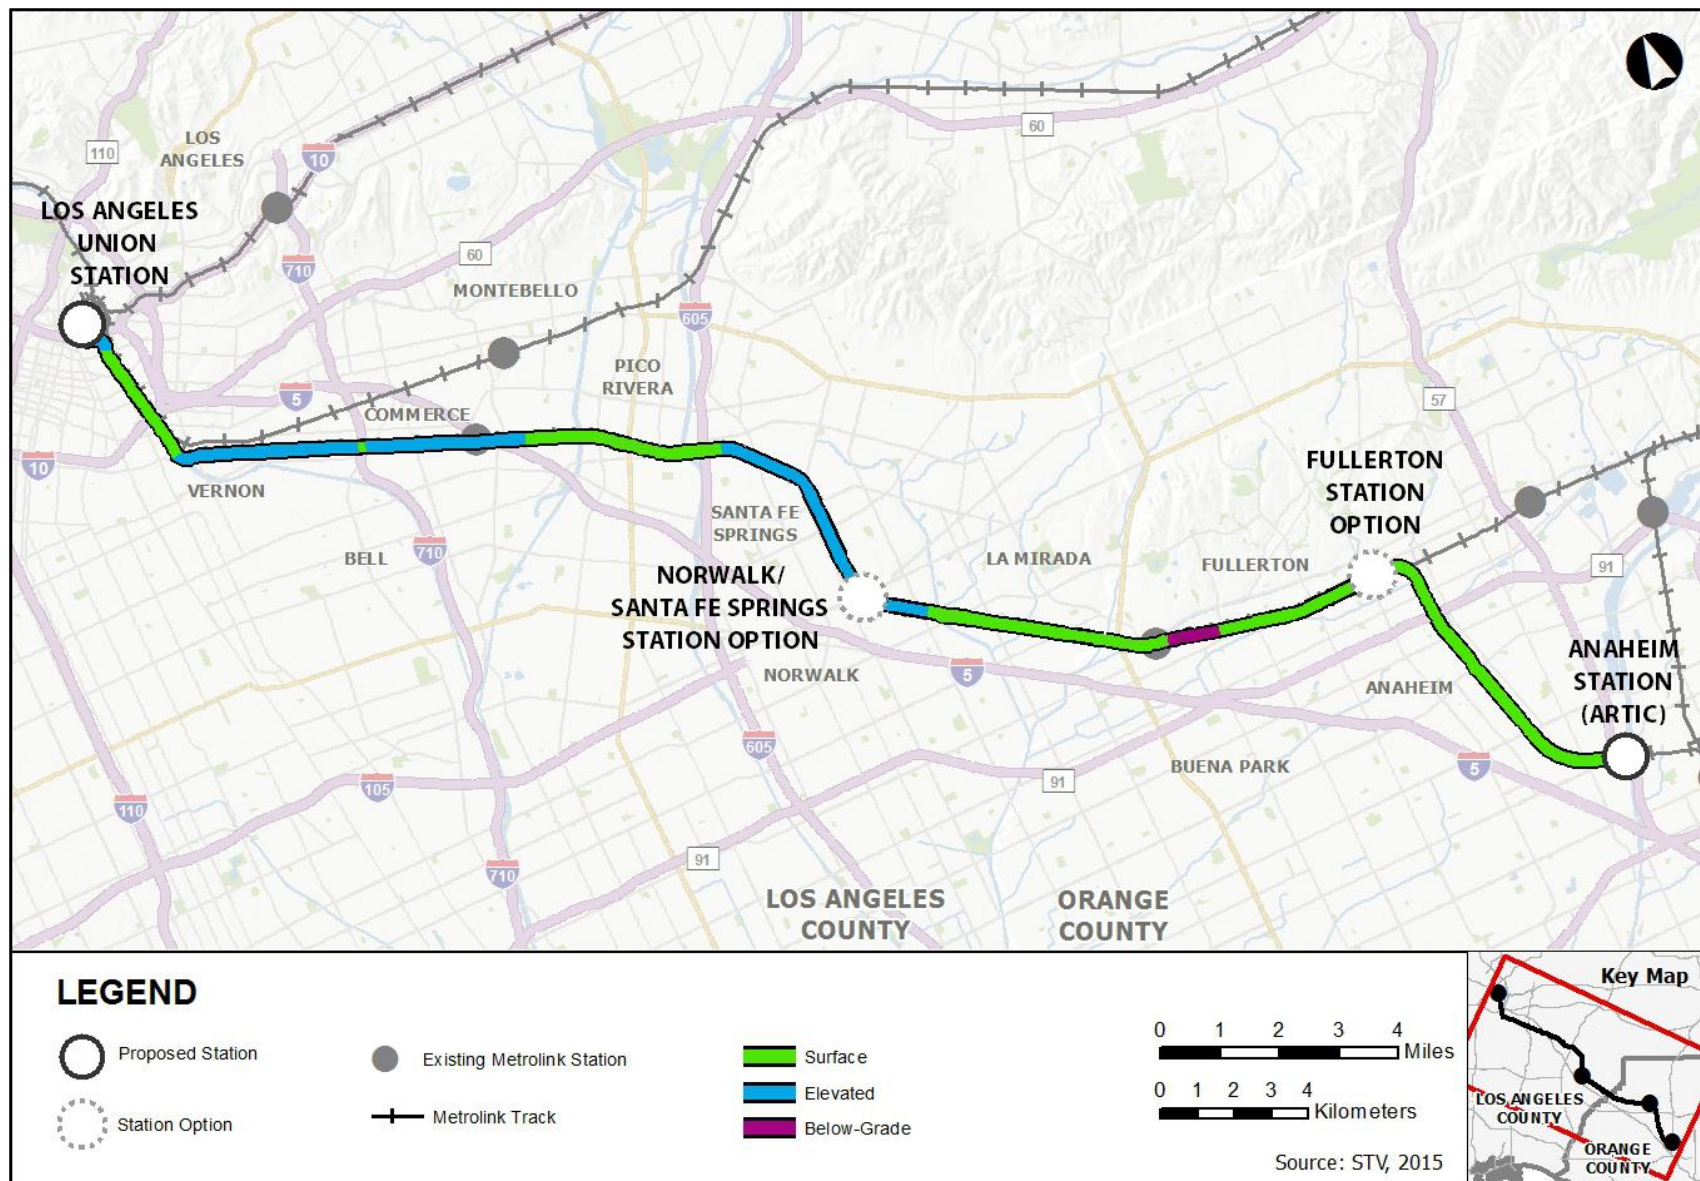 LOS
ANGELES
110
10
60
LOS ANGELES
UNION
STATION
710
60
MONTEBELLO
605
PICO
RIVERA
5
COMMERCE
57
10
VERNON
FULLERTON
STATION
OPTION
SANTA FE
SPRINGS
710
BELL
LA MIRADA
FULLERTON
91
NORWALK/
SANTA FE SPRINGS
STATION OPTION
NORWALK
5
ANAHEIM
ANAHEIM
STATION
(ARTIC)
605
BUENA PARK
5
105
91
110
91
710
LOS ANGELES
COUNTY
ORANGE
COUNTY
LEGEND
Proposed Station
Station Option
Existing Metrolink Station
Metrolink Track
Surface
Elevated
Below-Grade
0 1 2 3 4
Miles
0 1 2 3 4
Kilometers
Source: STV, 2015
Key Map
LOS ANGELES
COUNTY
ORANGE
COUNTY